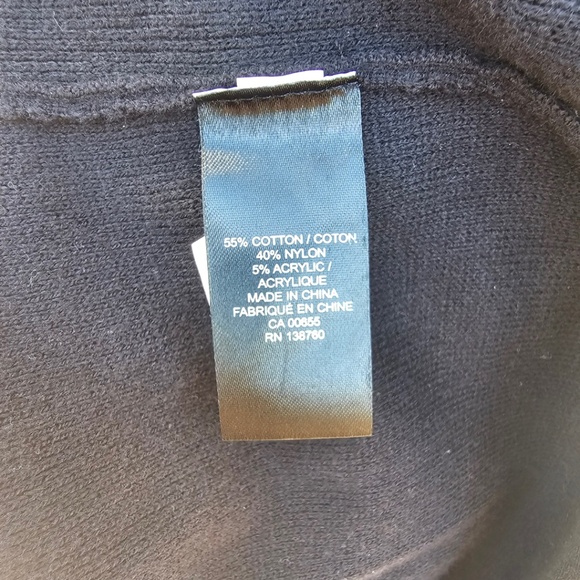 55% COTTON / COTON
40% NYLON
5% ACRYLIC /
ACRYLIQUE
MADE IN CHINA
FABRIQUÉ EN CHINE
CA 00655
RN 138760